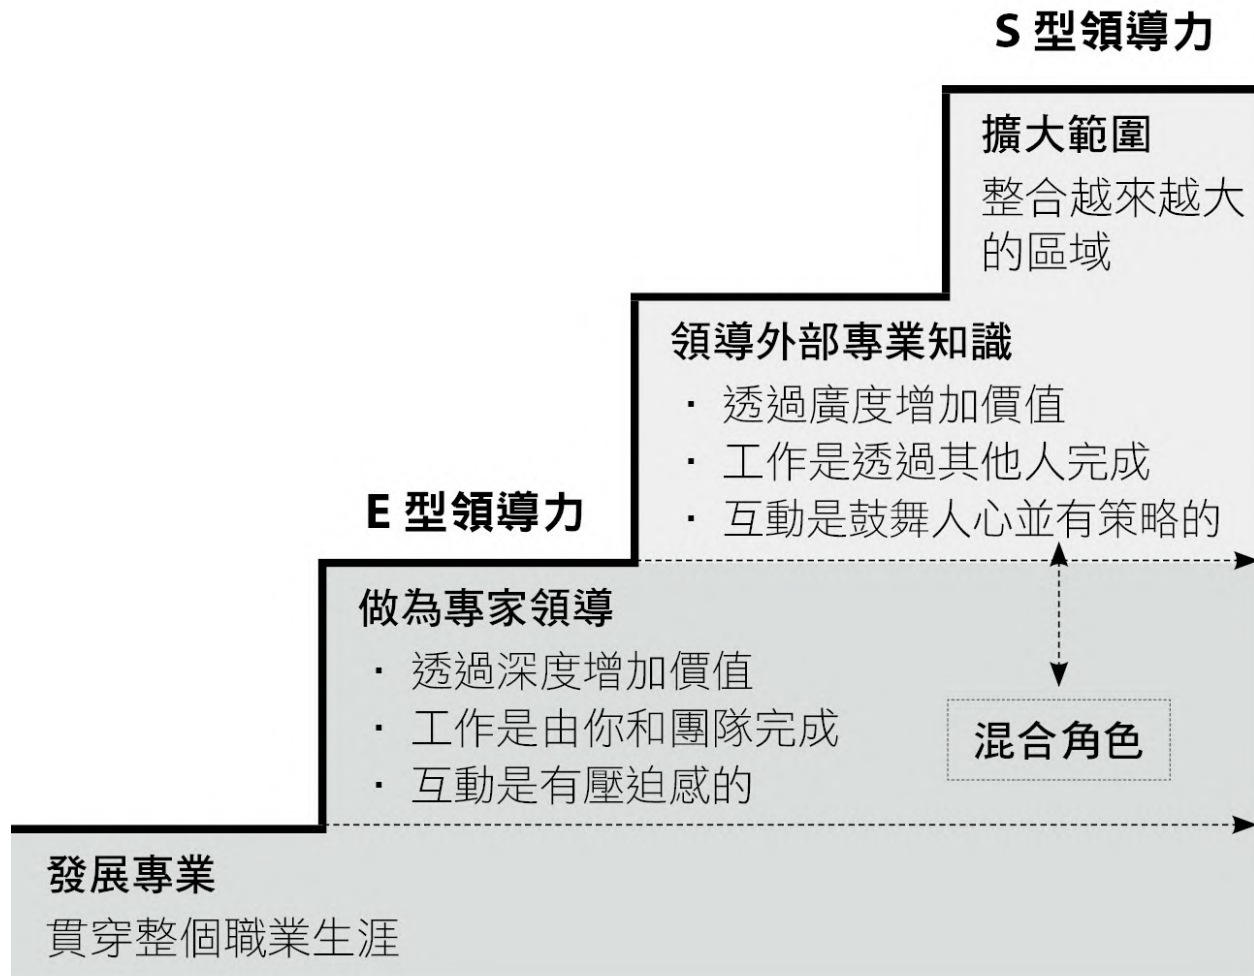 S 型領導力
擴大範圍
整合越來越大
的區域
領導外部專業知識
· 透過廣度增加價值
· 工作是透過其他人完成
· 互動是鼓舞人心並有策略的
E 型領導力
做為專家領導
· 透過深度增加價值
· 工作是由你和團隊完成
· 互動是有壓迫感的
混合角色
發展專業
貫穿整個職業生涯